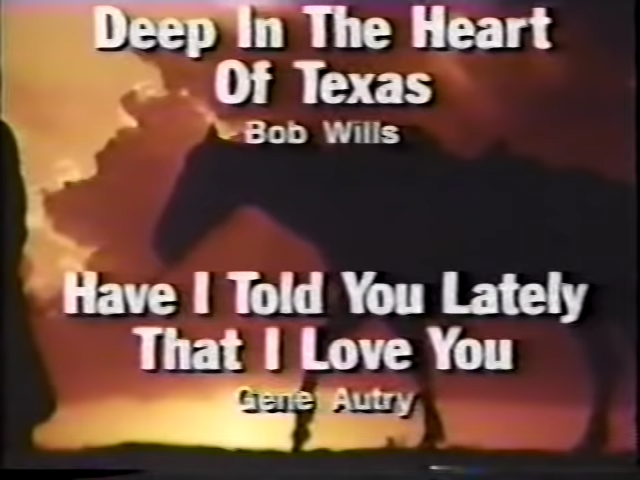 Deep In The Heart
Of Texas
Bob Wills
Have I Told You Lately
That I Love You
Gene Autry